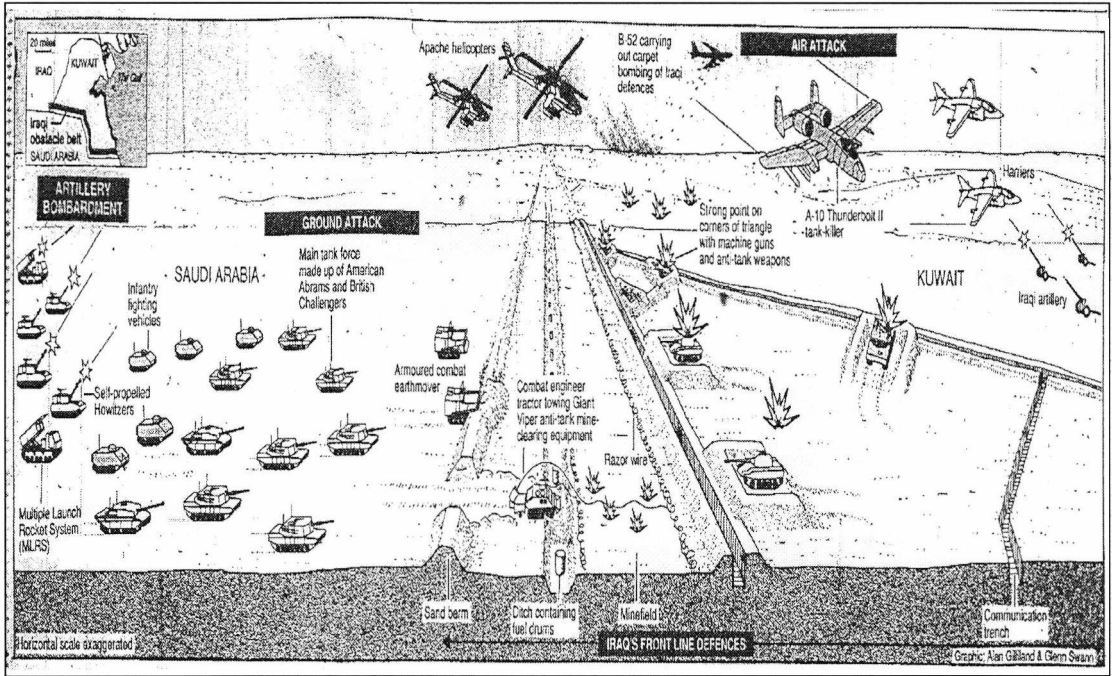 20 miles
IRAQ
KUWAIT
The Gulf
Iraqi
obstacle belt
SAUDI ARABIA
Apache helicopters
B-52 carrying
out carpet
bombing of Iraqi
defences
AIR ATTACK
ARTILLERY
BOMBARDMENT
GROUND ATTACK
Harriers
A-10 Thunderbolt II
tank-killer
Strong point on
corners of triangle
with machine guns
and anti-tank weapons
SAUDI ARABIA
Main tank force
made up of American
Abrams and British
Challengers
KUWAIT
Infantry
fighting
vehicles
Iraqi artillery
Armoured combat
earthmover
Combat engineer
tractor towing Giant
Viper anti-tank mine-
clearing equipment
Self-propelled
Howitzers
Razor wire
Multiple Launch
Rocket System
(MLRS)
Sand berm
Ditch containing
fuel drums
Minefield
Communication
trench
IRAQ'S FRONT LINE DEFENCES
Horizontal scale exaggerated
Graphic: Alan Gilliland & Glenn Swann